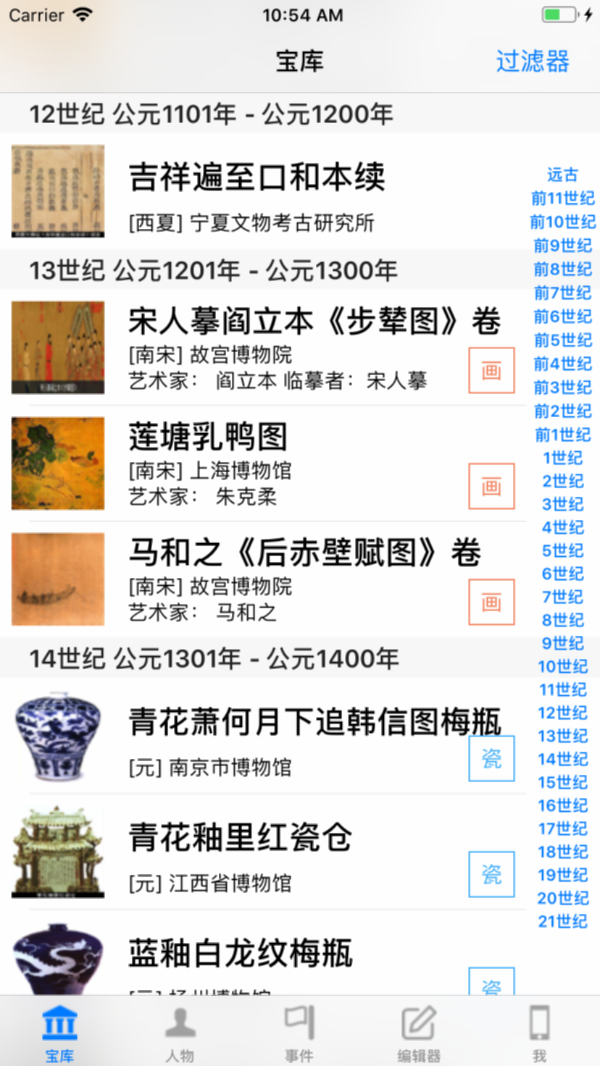 Carrier 10:54 AM
宝库 过滤器
12世纪 公元1101年 - 公元1200年
吉祥遍至口和本续
[西夏] 宁夏文物考古研究所
13世纪 公元1201年 - 公元1300年
宋人摹阎立本《步辇图》卷
[南宋] 故宫博物院
艺术家： 阎立本 临摹者：宋人摹
画
莲塘乳鸭图
[南宋] 上海博物馆
艺术家： 朱克柔
画
马和之《后赤壁赋图》卷
[南宋] 故宫博物院
艺术家： 马和之
画
14世纪 公元1301年 - 公元1400年
青花萧何月下追韩信图梅瓶
[元] 南京市博物馆
瓷
青花釉里红瓷仓
[元] 江西省博物馆
瓷
蓝釉白龙纹梅瓶
[元] 扬州博物馆
瓷
远古
前11世纪
前10世纪
前9世纪
前8世纪
前7世纪
前6世纪
前5世纪
前4世纪
前3世纪
前2世纪
前1世纪
1世纪
2世纪
3世纪
4世纪
5世纪
6世纪
7世纪
8世纪
9世纪
10世纪
11世纪
12世纪
13世纪
14世纪
15世纪
16世纪
17世纪
18世纪
19世纪
20世纪
21世纪
宝库 人物 事件 编辑器 我